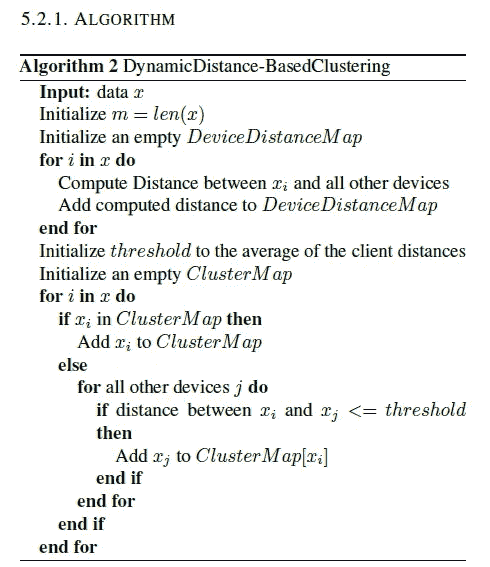 5.2.1. ALGORITHM
Algorithm 2 DynamicDistance-BasedClustering
Input: data x
Initialize m = len(x)
Initialize an empty DeviceDistanceMap
for i in x do
Compute Distance between x_i and all other devices
Add computed distance to DeviceDistanceMap
end for
Initialize threshold to the average of the client distances
Initialize an empty ClusterMap
for i in x do
if x_i in ClusterMap then
Add x_i to ClusterMap
else
for all other devices j do
if distance between x_i and x_j <= threshold
then
Add x_j to ClusterMap[x_i]
end if
end for
end if
end for